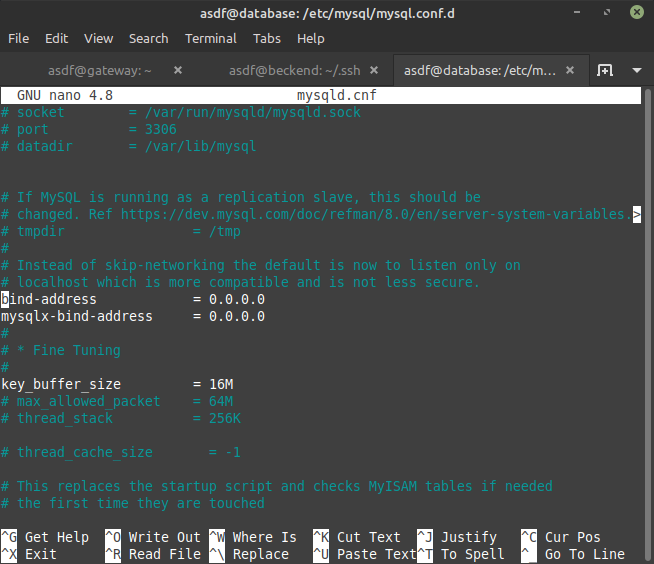 asdf@database: /etc/mysql/mysql.conf.d
File Edit View Search Terminal Tabs Help
asdf@gateway: ~ asdf@beckend: ~/.ssh asdf@database: /etc/m...
GNU nano 4.8 mysqld.cnf
# socket = /var/run/mysqld/mysqld.sock
# port = 3306
# datadir = /var/lib/mysql
# If MySQL is running as a replication slave, this should be
# changed. Ref https://dev.mysql.com/doc/refman/8.0/en/server-system-variables.>
# tmpdir = /tmp
#
# Instead of skip-networking the default is now to listen only on
# localhost which is more compatible and is not less secure.
bind-address = 0.0.0.0
mysqlx-bind-address = 0.0.0.0
#
# * Fine Tuning
#
key_buffer_size = 16M
# max_allowed_packet = 64M
# thread_stack = 256K
# thread_cache_size = -1
# This replaces the startup script and checks MyISAM tables if needed
# the first time they are touched
^G Get Help ^O Write Out ^W Where Is ^K Cut Text ^J Justify ^C Cur Pos
^X Exit ^R Read File ^\ Replace ^U Paste Text ^T To Spell ^_ Go To Line